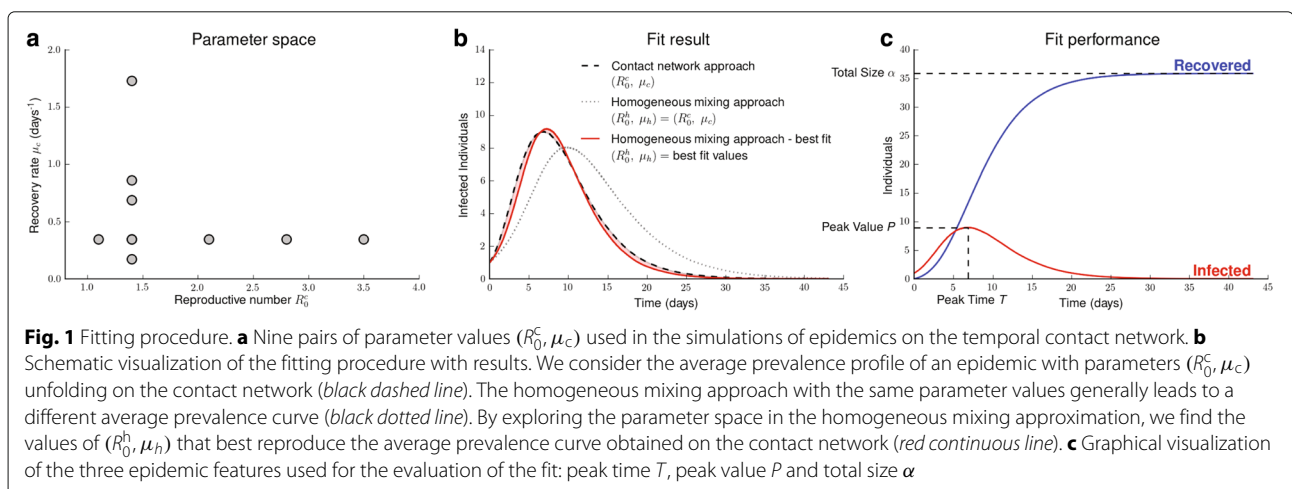 a
Parameter space
2.0
1.5
1.0
0.5
0.0
Recovery rate μ_c (days⁻¹)
1.0 1.5 2.0 2.5 3.0 3.5 4.0
Reproductive number R₀ᶜ
b
Fit result
14
12
10
8
6
4
2
0
Infected Individuals
Contact network approach
(R₀ᶜ, μ_c)
Homogeneous mixing approach
(R₀ʰ, μ_h) = (R₀ᶜ, μ_c)
Homogeneous mixing approach - best fit
(R₀ʰ, μ_h) = best fit values
0 5 10 15 20 25 30 35 40 45
Time (days)
c
Fit performance
40
Total Size α
35
30
25
20
15
10
Peak Value P
5
0
Individuals
Recovered
Infected
0 5 10 15 20 25 30 35 40 45
Peak Time T
Time (days)
Fig. 1 Fitting procedure. a Nine pairs of parameter values (R₀ᶜ, μ_c) used in the simulations of epidemics on the temporal contact network. b
Schematic visualization of the fitting procedure with results. We consider the average prevalence profile of an epidemic with parameters (R₀ᶜ, μ_c)
unfolding on the contact network (black dashed line). The homogeneous mixing approach with the same parameter values generally leads to a
different average prevalence curve (black dotted line). By exploring the parameter space in the homogeneous mixing approximation, we find the
values of (R₀ʰ, μ_h) that best reproduce the average prevalence curve obtained on the contact network (red continuous line). c Graphical visualization
of the three epidemic features used for the evaluation of the fit: peak time T, peak value P and total size α